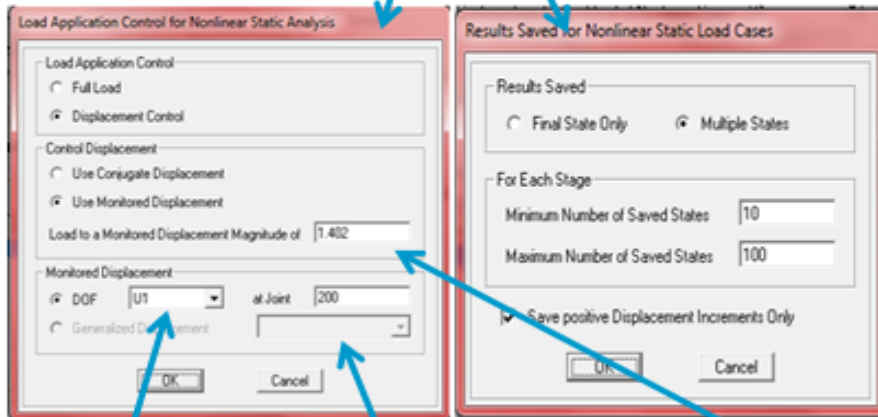 Load Application Control for Nonlinear Static Analysis
Load Application Control
Full Load
Displacement Control
Control Displacement
Use Conjugate Displacement
Use Monitored Displacement
Load to a Monitored Displacement Magnitude of 1.402
Monitored Displacement
DOF U1 at Joint 200
Generalized Displacement
OK Cancel
Results Saved for Nonlinear Static Load Cases
Results Saved
Final State Only Multiple States
For Each Stage
Minimum Number of Saved States 10
Maximum Number of Saved States 100
Save positive Displacement Increments Only
OK Cancel